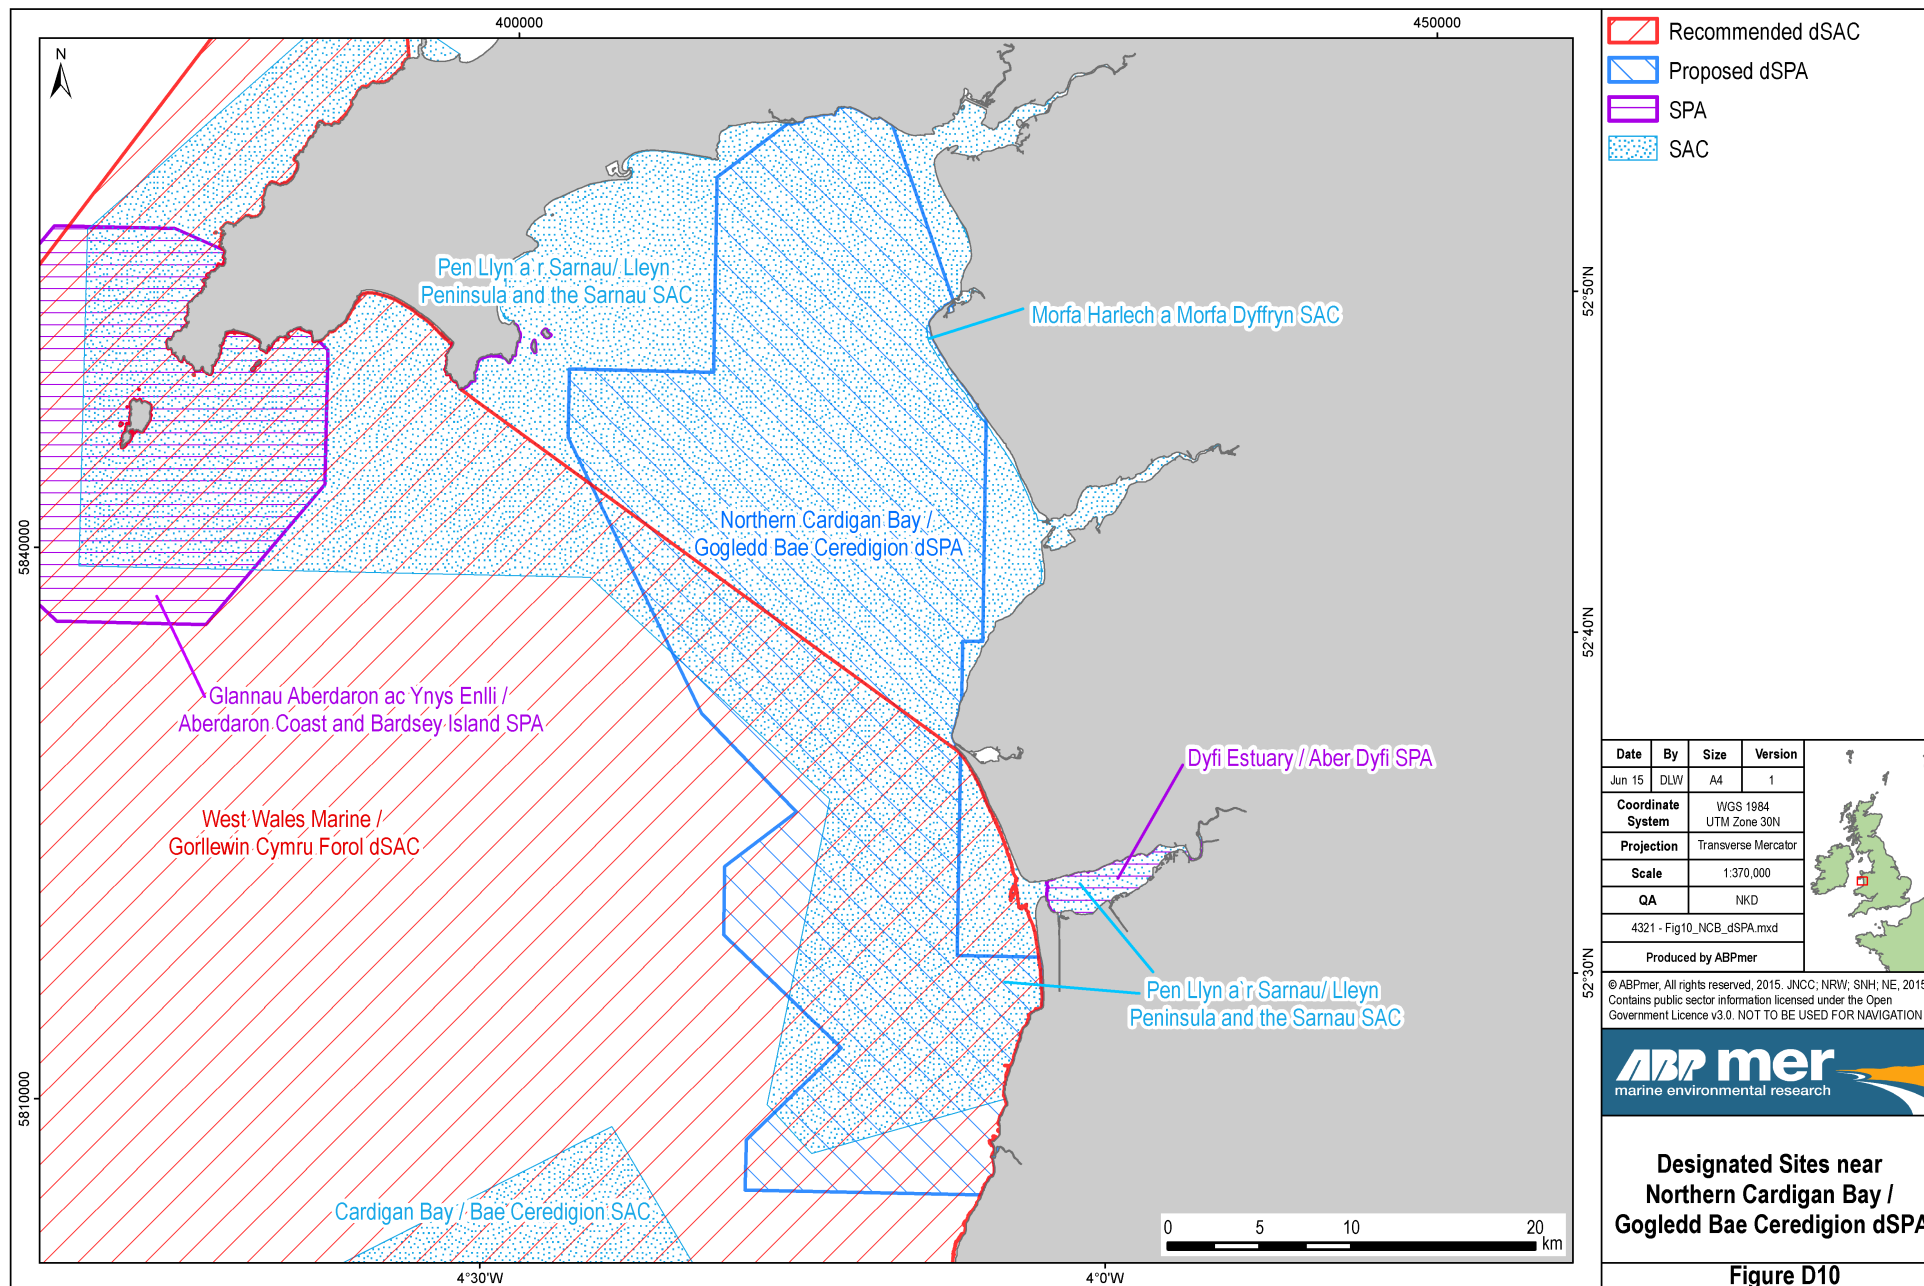 400000
450000
N
Recommended dSAC
Proposed dSPA
SPA
SAC
52°50'N
52°40'N
52°30'N
5840000
5810000
4°30'W
4°0'W
Pen Llyn a`r Sarnau/ Lleyn
Peninsula and the Sarnau SAC
Morfa Harlech a Morfa Dyffryn SAC
Northern Cardigan Bay /
Gogledd Bae Ceredigion dSPA
Glannau Aberdaron ac Ynys Enlli /
Aberdaron Coast and Bardsey Island SPA
Dyfi Estuary / Aber Dyfi SPA
West Wales Marine /
Gorllewin Cymru Forol dSAC
Pen Llyn a`r Sarnau/ Lleyn
Peninsula and the Sarnau SAC
Cardigan Bay / Bae Ceredigion SAC
0 5 10 20
km
Date By Size Version
Jun 15 DLW A4 1
Coordinate System WGS 1984 UTM Zone 30N
Projection Transverse Mercator
Scale 1:370,000
QA NKD
4321 - Fig10_NCB_dSPA.mxd
Produced by ABPmer
© ABPmer, All rights reserved, 2015. JNCC; NRW; SNH; NE, 2015
Contains public sector information licensed under the Open
Government Licence v3.0. NOT TO BE USED FOR NAVIGATION
ABP mer
marine environmental research
Designated Sites near
Northern Cardigan Bay /
Gogledd Bae Ceredigion dSPA
Figure D10